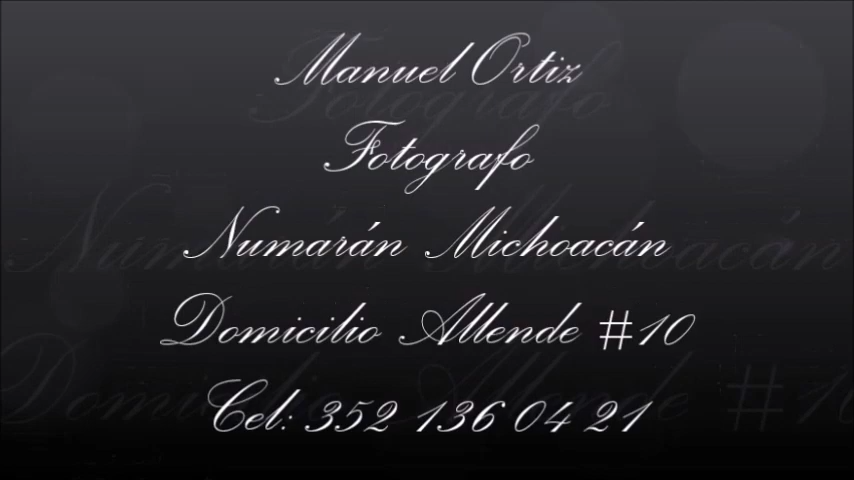 Manuel Ortiz
Fotografo
Numarán Michoacán
Domicilio Allende #10
Cel: 352 136 04 21